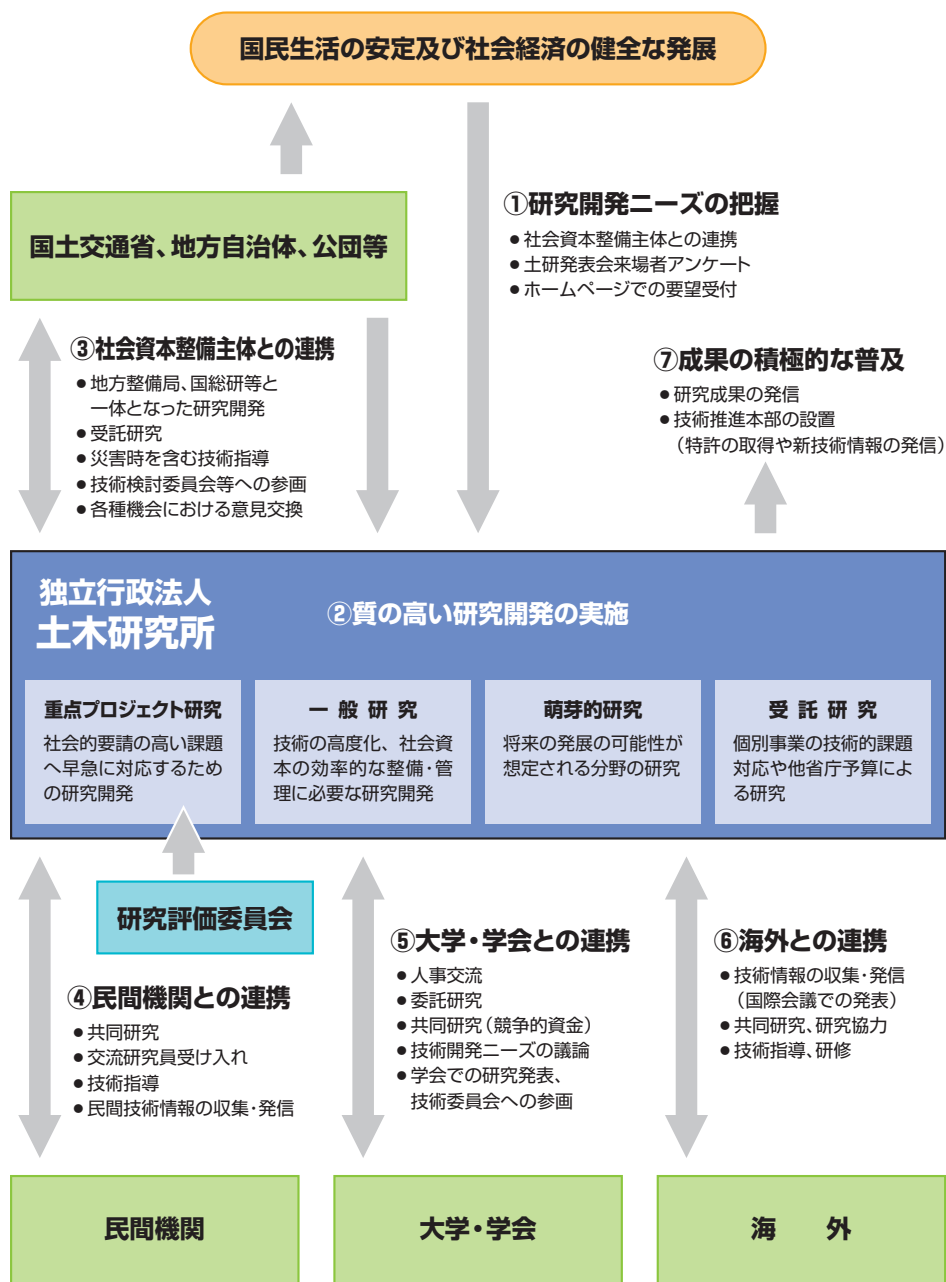 国民生活の安定及び社会経済の健全な発展
国土交通省、地方自治体、公団等
①研究開発ニーズの把握
●社会資本整備主体との連携
●土研発表会来場者アンケート
●ホームページでの要望受付
③社会資本整備主体との連携
●地方整備局、国総研等と
一体となった研究開発
●受託研究
●災害時を含む技術指導
●技術検討委員会等への参画
●各種機会における意見交換
⑦成果の積極的な普及
●研究成果の発信
●技術推進本部の設置
（特許の取得や新技術情報の発信）
独立行政法人
土木研究所
②質の高い研究開発の実施
重点プロジェクト研究
社会的要請の高い課題
へ早急に対応するため
の研究開発
一 般 研 究
技術の高度化、社会資
本の効率的な整備・管
理に必要な研究開発
萌芽的研究
将来の発展の可能性が
想定される分野の研究
受 託 研 究
個別事業の技術的課題
対応や他省庁予算によ
る研究
研究評価委員会
④民間機関との連携
●共同研究
●交流研究員受け入れ
●技術指導
●民間技術情報の収集・発信
⑤大学・学会との連携
●人事交流
●委託研究
●共同研究（競争的資金）
●技術開発ニーズの議論
●学会での研究発表、
技術委員会への参画
⑥海外との連携
●技術情報の収集・発信
（国際会議での発表）
●共同研究、研究協力
●技術指導、研修
民間機関
大学・学会
海　外